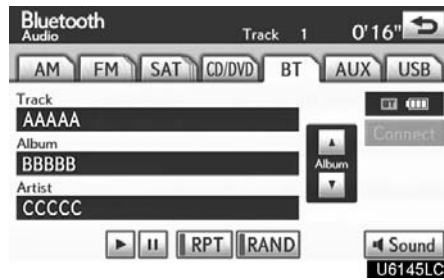 Bluetooth
Audio
Track 1 0'16"
AM FM SAT CD/DVD BT AUX USB
Track
AAAAA
BT
Connect
Album
BBBBB
Album
Artist
CCCCC
RPT RAND
Sound
U6145LC